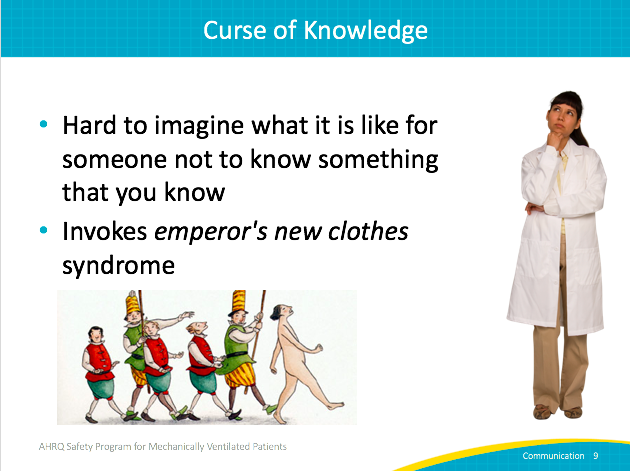 Curse of Knowledge
• Hard to imagine what it is like for
someone not to know something
that you know
• Invokes emperor's new clothes
syndrome
AHRQ Safety Program for Mechanically Ventilated Patients
Communication 9